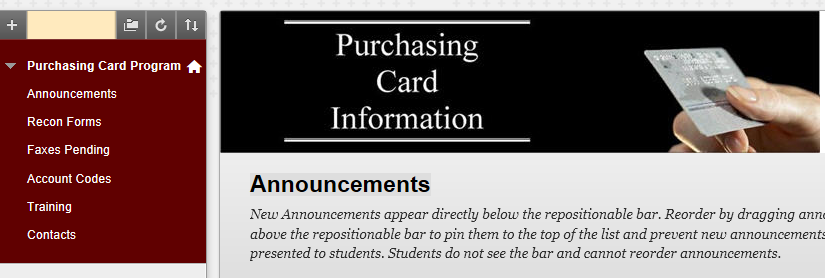 Purchasing Card Program
Announcements
Recon Forms
Faxes Pending
Account Codes
Training
Contacts
Purchasing
Card
Information
Announcements
New Announcements appear directly below the repositionable bar. Reorder by dragging anno
above the repositionable bar to pin them to the top of the list and prevent new announcements
presented to students. Students do not see the bar and cannot reorder announcements.